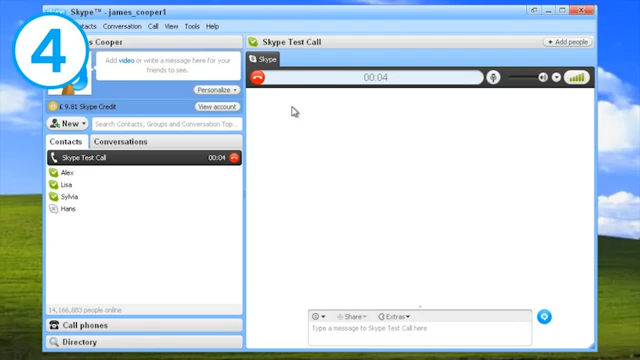 4
Skype™ - james_cooper1
Contacts Conversation Call View Tools Help
Cooper
Add video or write a message here for your
friends to see.
Personalize
£ 9.81 Skype Credit
View account
New
Search Contacts, Groups and Conversation Top...
Contacts Conversations
Skype Test Call 00:04
Alex
Lisa
Sylvia
Hans
14,166,803 people online
Call phones
Directory
Skype Test Call
Add people
Skype
00:04
Share
Extras
Type a message to Skype Test Call here